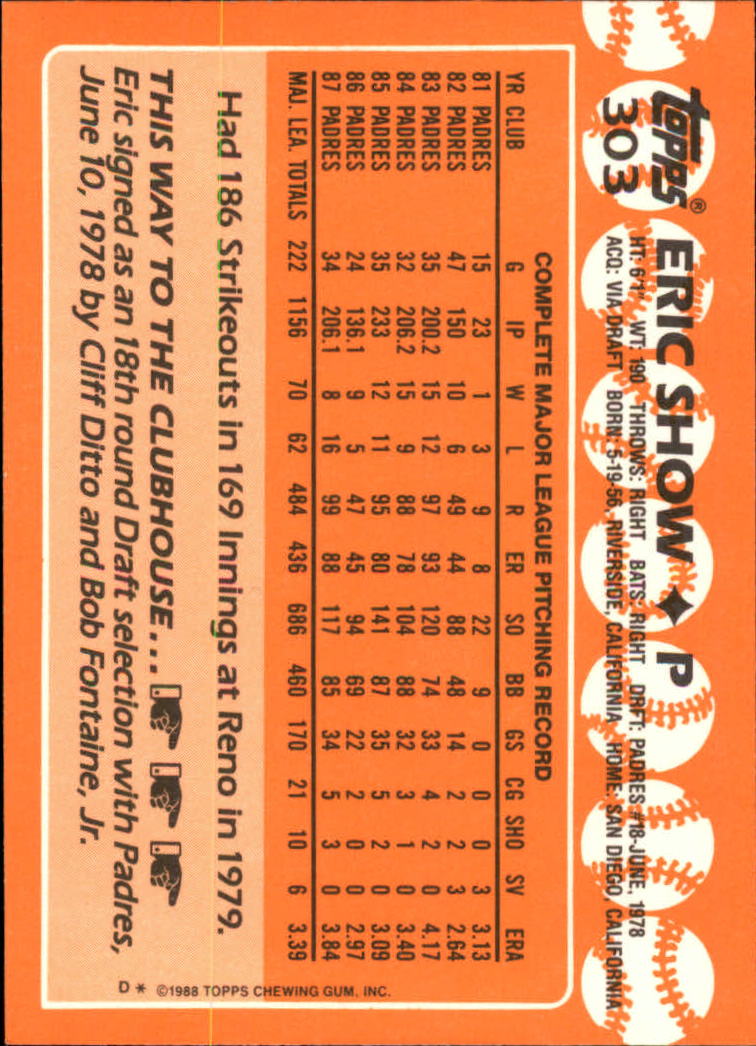 topps®
303
ERIC SHOW ✦ P
HT: 6'1" WT: 190 THROWS: RIGHT BATS: RIGHT DRFT: PADRES #18-JUNE, 1978
ACQ: VIA DRAFT BORN: 5-19-56, RIVERSIDE, CALIFORNIA HOME: SAN DIEGO, CALIFORNIA
COMPLETE MAJOR LEAGUE PITCHING RECORD
YR CLUB G IP W L R ER SO BB GS CG SHO SV ERA
81 PADRES 15 23 1 3 9 8 22 9 0 0 0 3 3.13
82 PADRES 47 150 10 6 49 44 88 48 14 2 2 3 2.64
83 PADRES 35 200.2 15 12 97 93 120 74 33 4 2 0 4.17
84 PADRES 32 206.2 15 9 88 78 104 88 32 3 1 0 3.40
85 PADRES 35 233 12 11 95 80 141 87 35 5 2 0 3.09
86 PADRES 24 136.1 9 5 47 45 94 69 22 2 0 0 2.97
87 PADRES 34 206.1 8 16 99 88 117 85 34 5 3 0 3.84
MAJ. LEA. TOTALS 222 1156 70 62 484 436 686 460 170 21 10 6 3.39
Had 186 Strikeouts in 169 Innings at Reno in 1979.
THIS WAY TO THE CLUBHOUSE...
Eric signed as an 18th round Draft selection with Padres,
June 10, 1978 by Cliff Ditto and Bob Fontaine, Jr.
D* ©1988 TOPPS CHEWING GUM, INC.